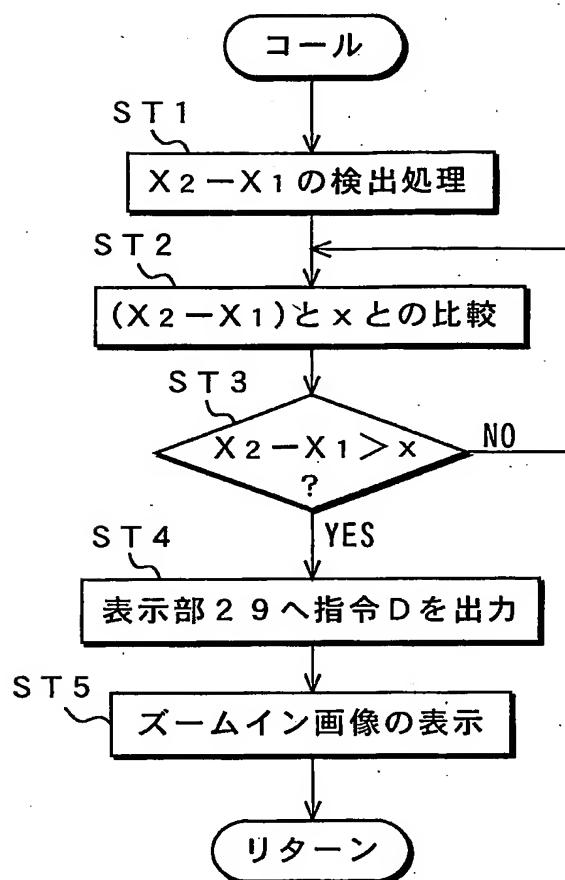 コール
ST1
X2－X1の検出処理
ST2
(X2－X1)とxとの比較
ST3
X2－X1＞x
?
NO
YES
ST4
表示部29へ指令Dを出力
ST5
ズームイン画像の表示
リターン